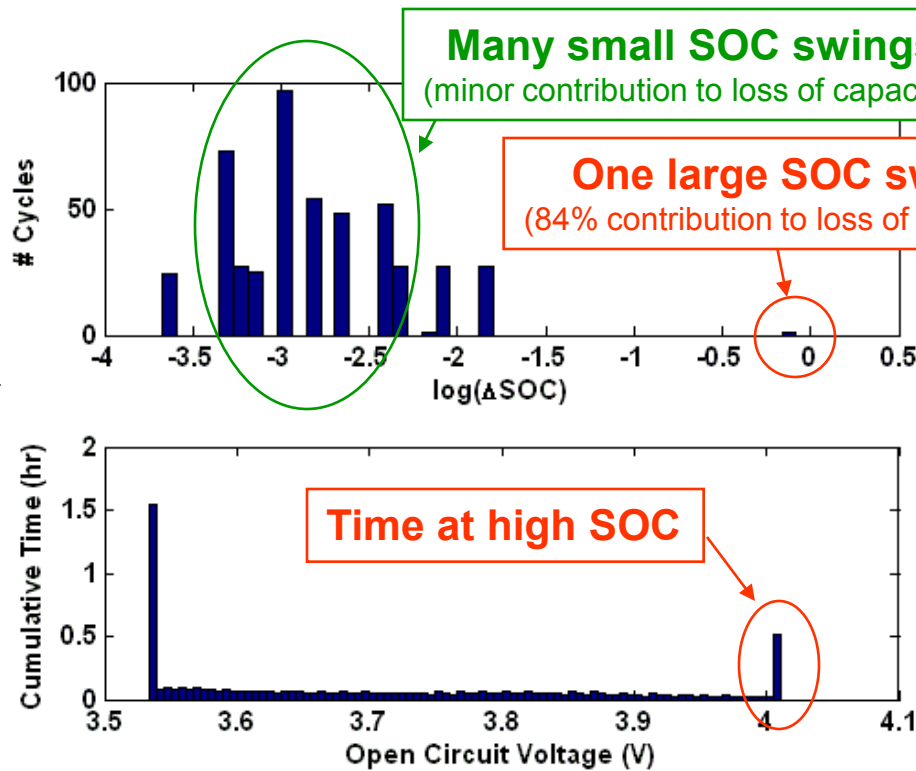 Many small SOC swings
(minor contribution to loss of capac
One large SOC sw
(84% contribution to loss of
100
50
0
# Cycles
-4 -3.5 -3 -2.5 -2 -1.5 -1 -0.5 0 0.5
log(ΔSOC)
2
1.5
1
0.5
0
Cumulative Time (hr)
Time at high SOC
3.5 3.6 3.7 3.8 3.9 4 4.1
Open Circuit Voltage (V)